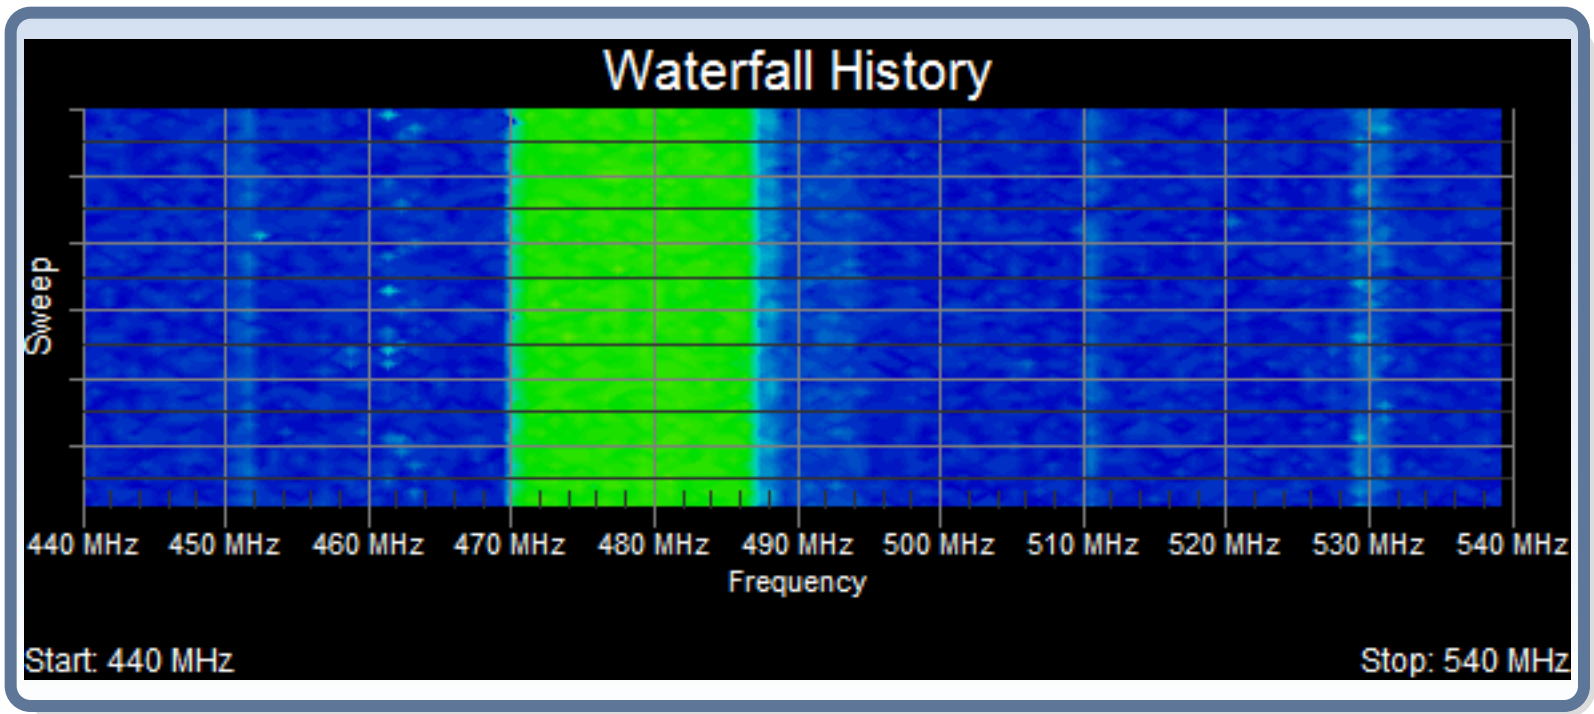 Waterfall History
Sweep
440 MHz 450 MHz 460 MHz 470 MHz 480 MHz 490 MHz 500 MHz 510 MHz 520 MHz 530 MHz 540 MHz
Frequency
Start: 440 MHz Stop: 540 MHz